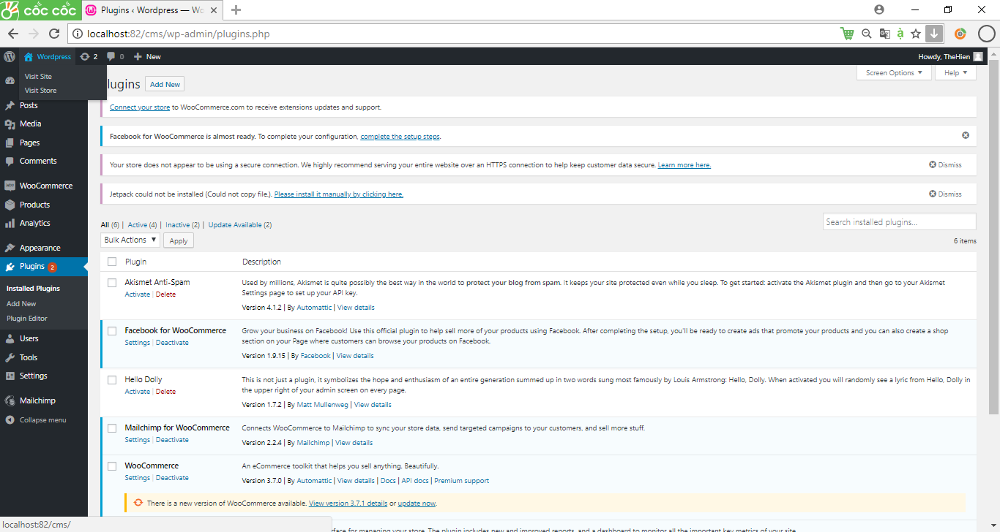 cốc cốc
Plugins ‹ Wordpress — Wo
localhost:82/cms/wp-admin/plugins.php
Wordpress 2 0 New
Howdy, TheHien
Visit Site
Visit Store
lugins Add New
Screen Options Help
Connect your store to WooCommerce.com to receive extensions updates and support.
Facebook for WooCommerce is almost ready. To complete your configuration, complete the setup steps.
Your store does not appear to be using a secure connection. We highly recommend serving your entire website over an HTTPS connection to help keep customer data secure. Learn more here.
Dismiss
Jetpack could not be installed (Could not copy file.). Please install it manually by clicking here.
Dismiss
Posts
Media
Pages
Comments
WooCommerce
Products
Analytics
Appearance
Plugins 2
Installed Plugins
Add New
Plugin Editor
Users
Tools
Settings
Mailchimp
Collapse menu
All (6) | Active (4) | Inactive (2) | Update Available (2)
Search installed plugins...
Bulk Actions Apply
6 items
Plugin Description
Akismet Anti-Spam
Activate | Delete
Used by millions, Akismet is quite possibly the best way in the world to protect your blog from spam. It keeps your site protected even while you sleep. To get started: activate the Akismet plugin and then go to your Akismet
Settings page to set up your API key.
Version 4.1.2 | By Automattic | View details
Facebook for WooCommerce
Settings | Deactivate
Grow your business on Facebook! Use this official plugin to help sell more of your products using Facebook. After completing the setup, you'll be ready to create ads that promote your products and you can also create a shop
section on your Page where customers can browse your products on Facebook.
Version 1.9.15 | By Facebook | View details
Hello Dolly
Activate | Delete
This is not just a plugin, it symbolizes the hope and enthusiasm of an entire generation summed up in two words sung most famously by Louis Armstrong: Hello, Dolly. When activated you will randomly see a lyric from Hello, Dolly in
the upper right of your admin screen on every page.
Version 1.7.2 | By Matt Mullenweg | View details
Mailchimp for WooCommerce
Settings | Deactivate
Connects WooCommerce to Mailchimp to sync your store data, send targeted campaigns to your customers, and sell more stuff.
Version 2.2.4 | By Mailchimp | View details
WooCommerce
Settings | Deactivate
An eCommerce toolkit that helps you sell anything. Beautifully.
Version 3.7.0 | By Automattic | View details | Docs | API docs | Premium support
There is a new version of WooCommerce available. View version 3.7.1 details or update now.
rface for managing your store. The plugin includes new and improved reports, and a dashboard to monitor all the important key metrics of your site.
localhost:82/cms/